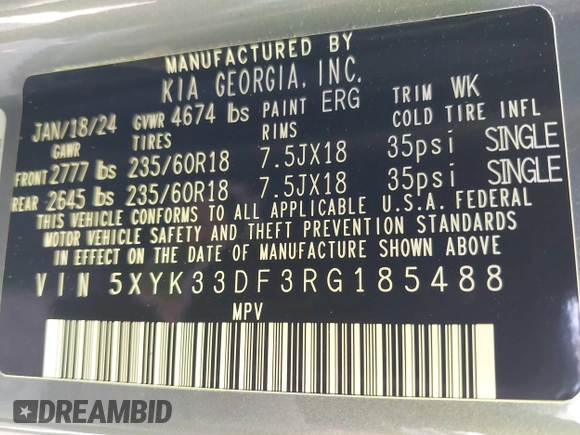 MANUFACTURED BY
KIA GEORGIA, INC.
JAN/18/24 GVWR 4674 lbs PAINT ERG TRIM WK
GAWR TIRES RIMS COLD TIRE INFL
FRONT 2777 lbs 235/60R18 7.5JX18 35psi SINGLE
REAR 2645 lbs 235/60R18 7.5JX18 35psi SINGLE
THIS VEHICLE CONFORMS TO ALL APPLICABLE U.S.A. FEDERAL
MOTOR VEHICLE SAFETY AND THEFT PREVENTION STANDARDS
IN EFFECT ON THE DATE OF MANUFACTURE SHOWN ABOVE.
VIN 5XYK33DF3RG185488
MPV
DREAMBID